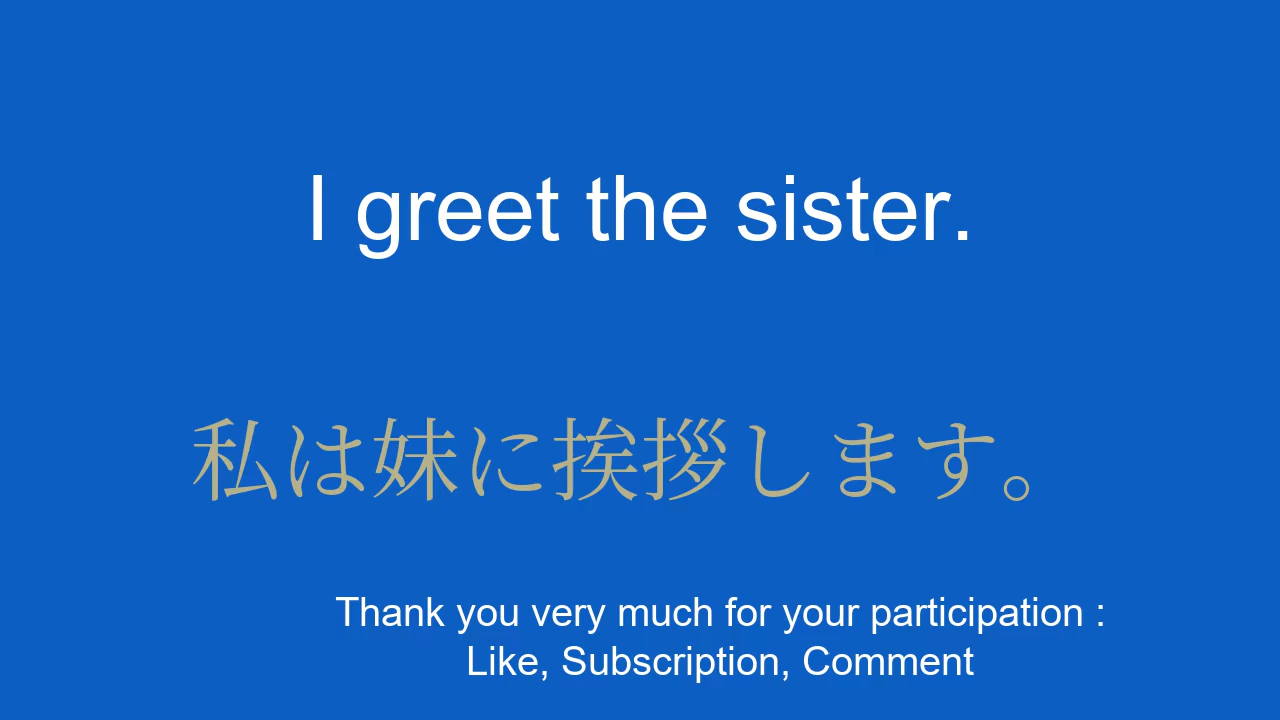 I greet the sister.
私は妹に挨拶します。
Thank you very much for your participation :
Like, Subscription, Comment